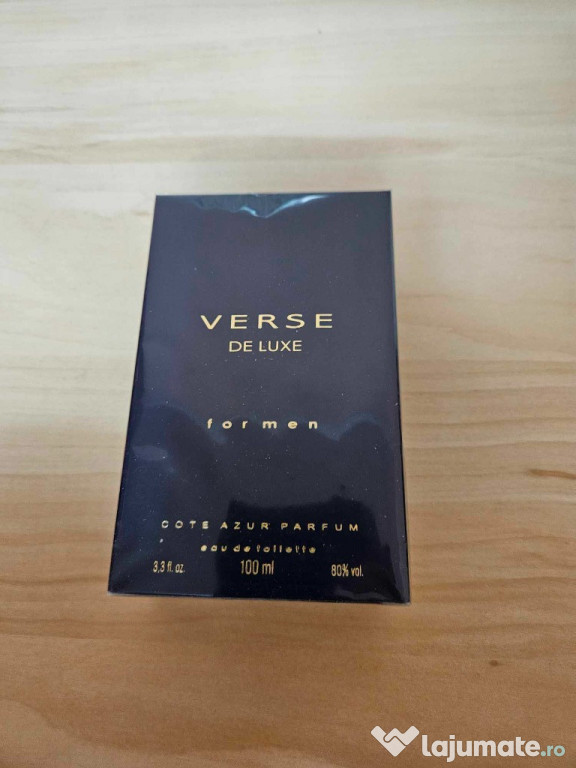 VERSE
DE LUXE
for men
COTE AZUR PARFUM
eau de toilette
3,3 fl. oz. 100 ml 80% vol.
lajumate.ro